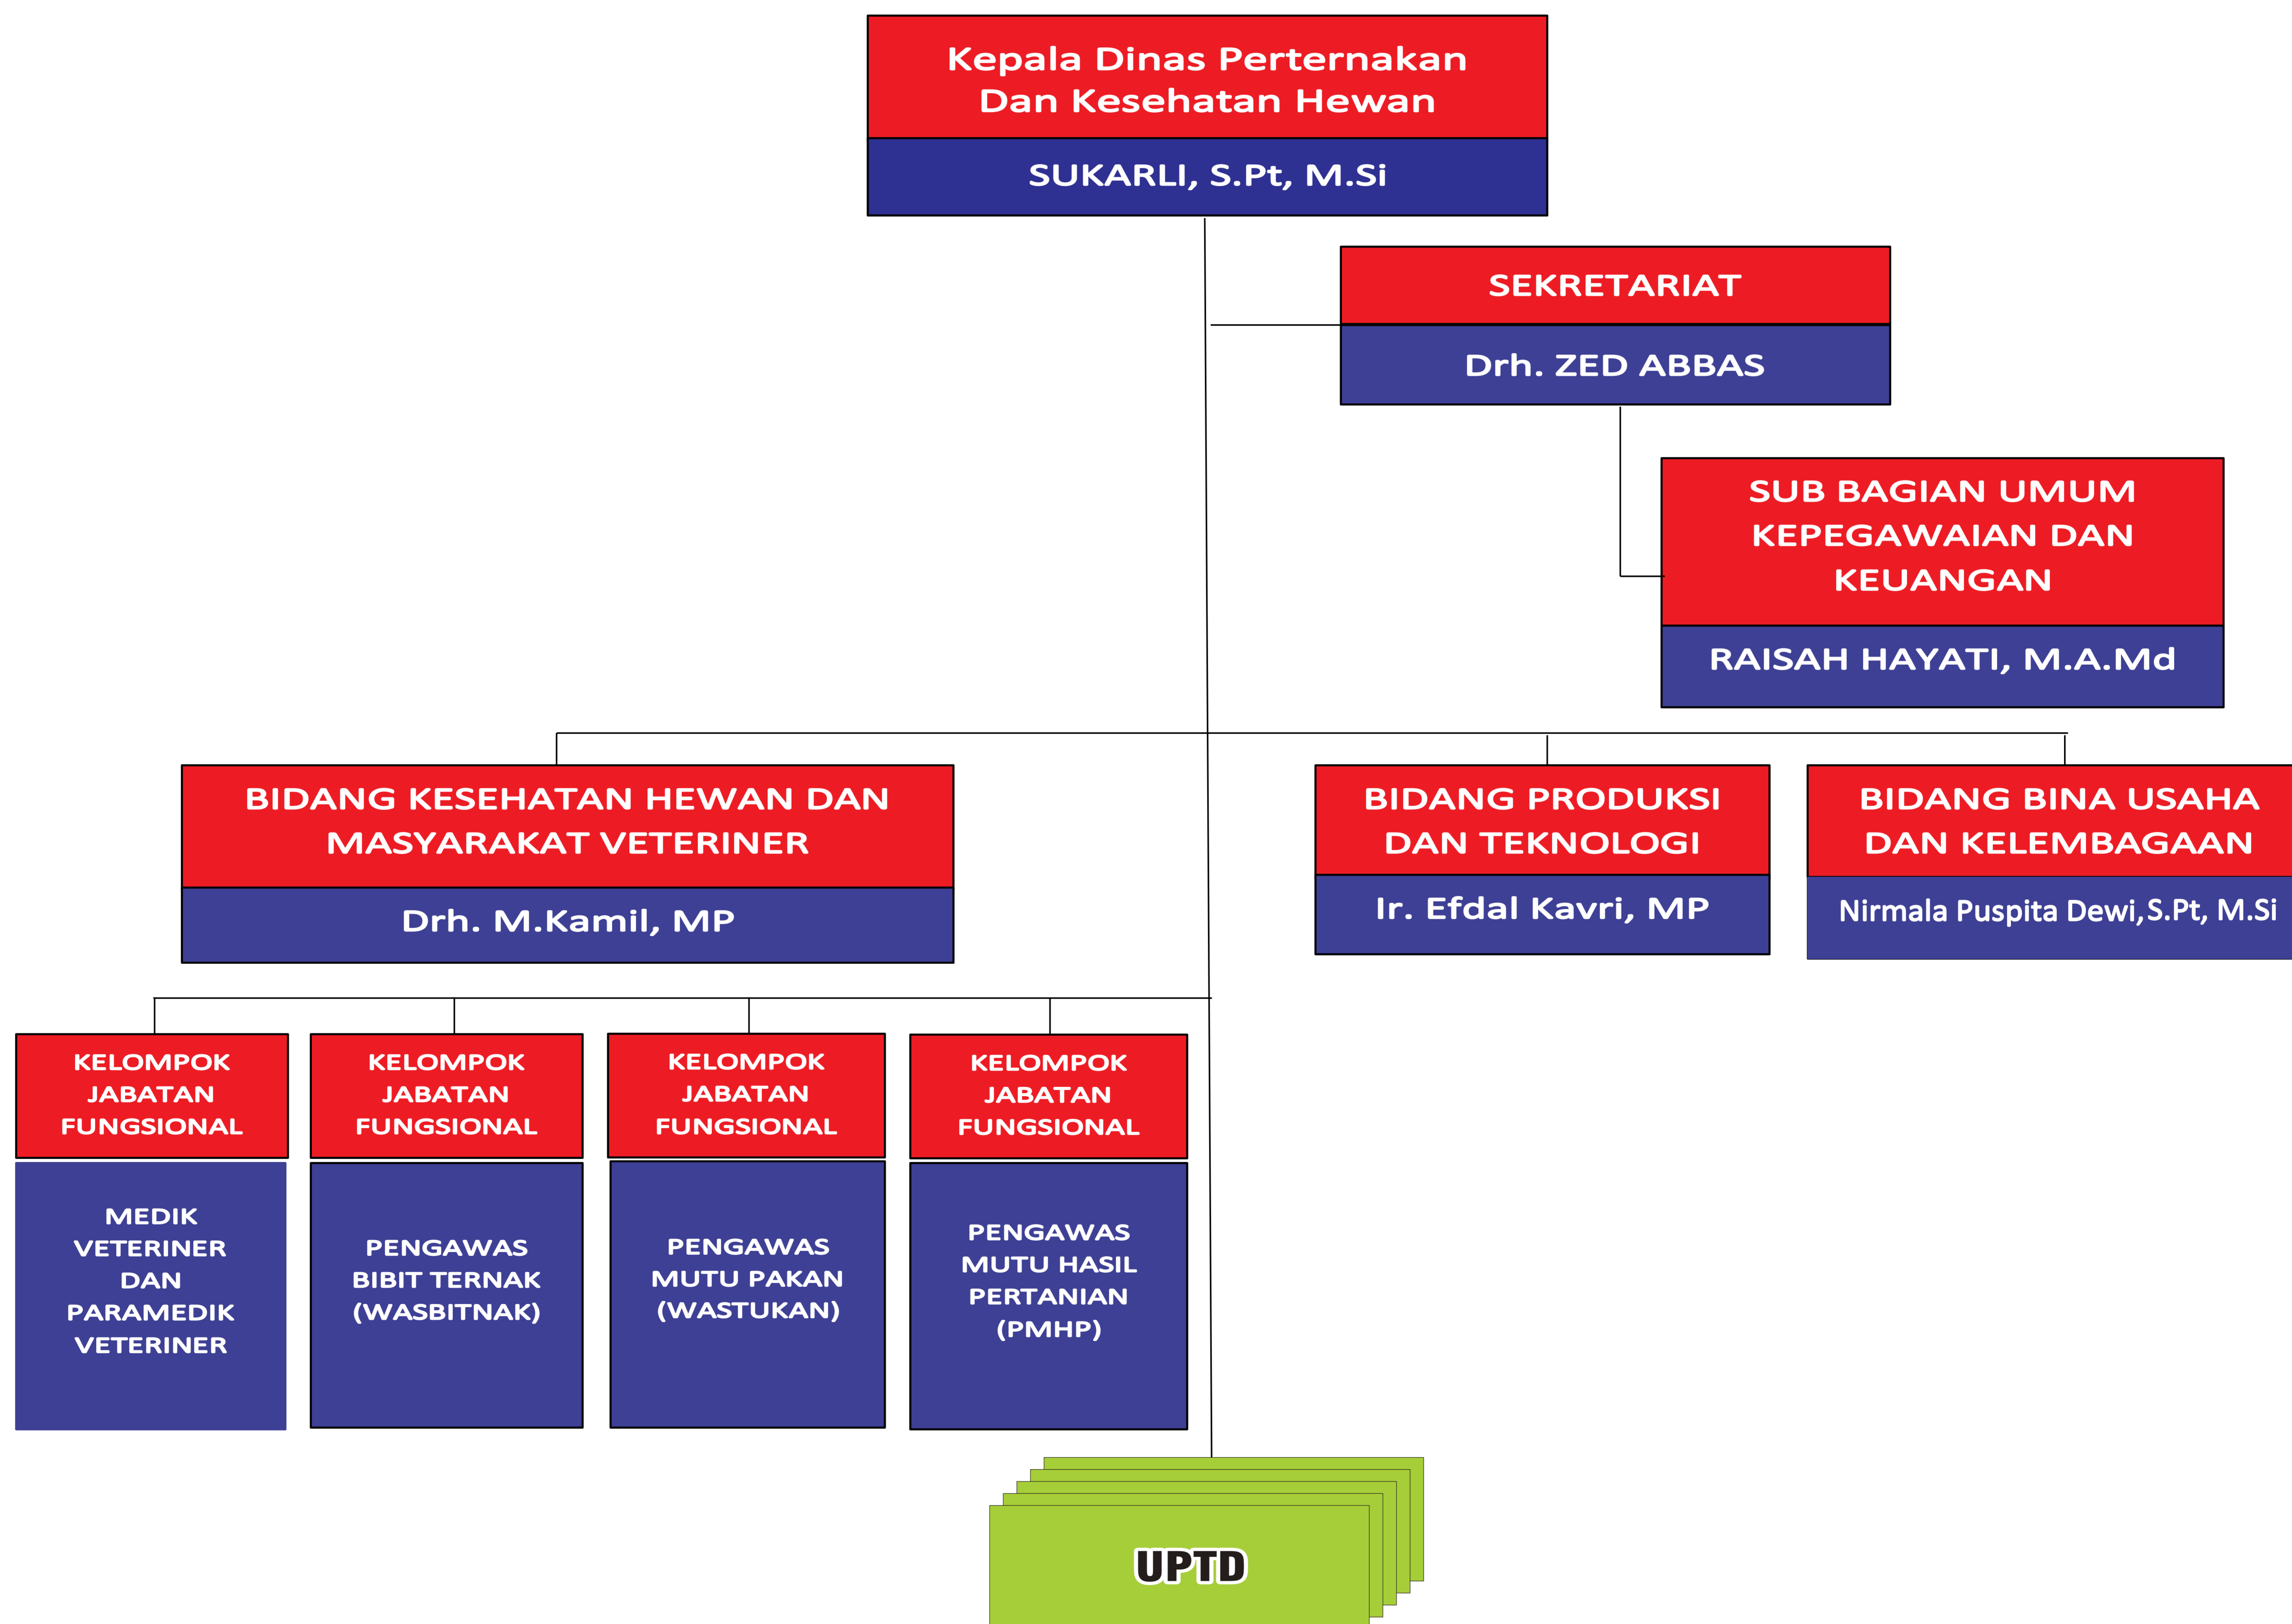 Kepala Dinas Perternakan
Dan Kesehatan Hewan
SUKARLI, S.Pt, M.Si
SEKRETARIAT
Drh. ZED ABBAS
SUB BAGIAN UMUM
KEPEGAWAIAN DAN
KEUANGAN
RAISAH HAYATI, M.A.Md
BIDANG KESEHATAN HEWAN DAN
MASYARAKAT VETERINER
Drh. M.Kamil, MP
BIDANG PRODUKSI
DAN TEKNOLOGI
Ir. Efdal Kavri, MP
BIDANG BINA USAHA
DAN KELEMBAGAAN
Nirmala Puspita Dewi, S.Pt, M.Si
KELOMPOK
JABATAN
FUNGSIONAL
MEDIK
VETERINER
DAN
PARAMEDIK
VETERINER
KELOMPOK
JABATAN
FUNGSIONAL
PENGAWAS
BIBIT TERNAK
(WASBITNAK)
KELOMPOK
JABATAN
FUNGSIONAL
PENGAWAS
MUTU PAKAN
(WASTUKAN)
KELOMPOK
JABATAN
FUNGSIONAL
PENGAWAS
MUTU HASIL
PERTANIAN
(PMHP)
UPTD